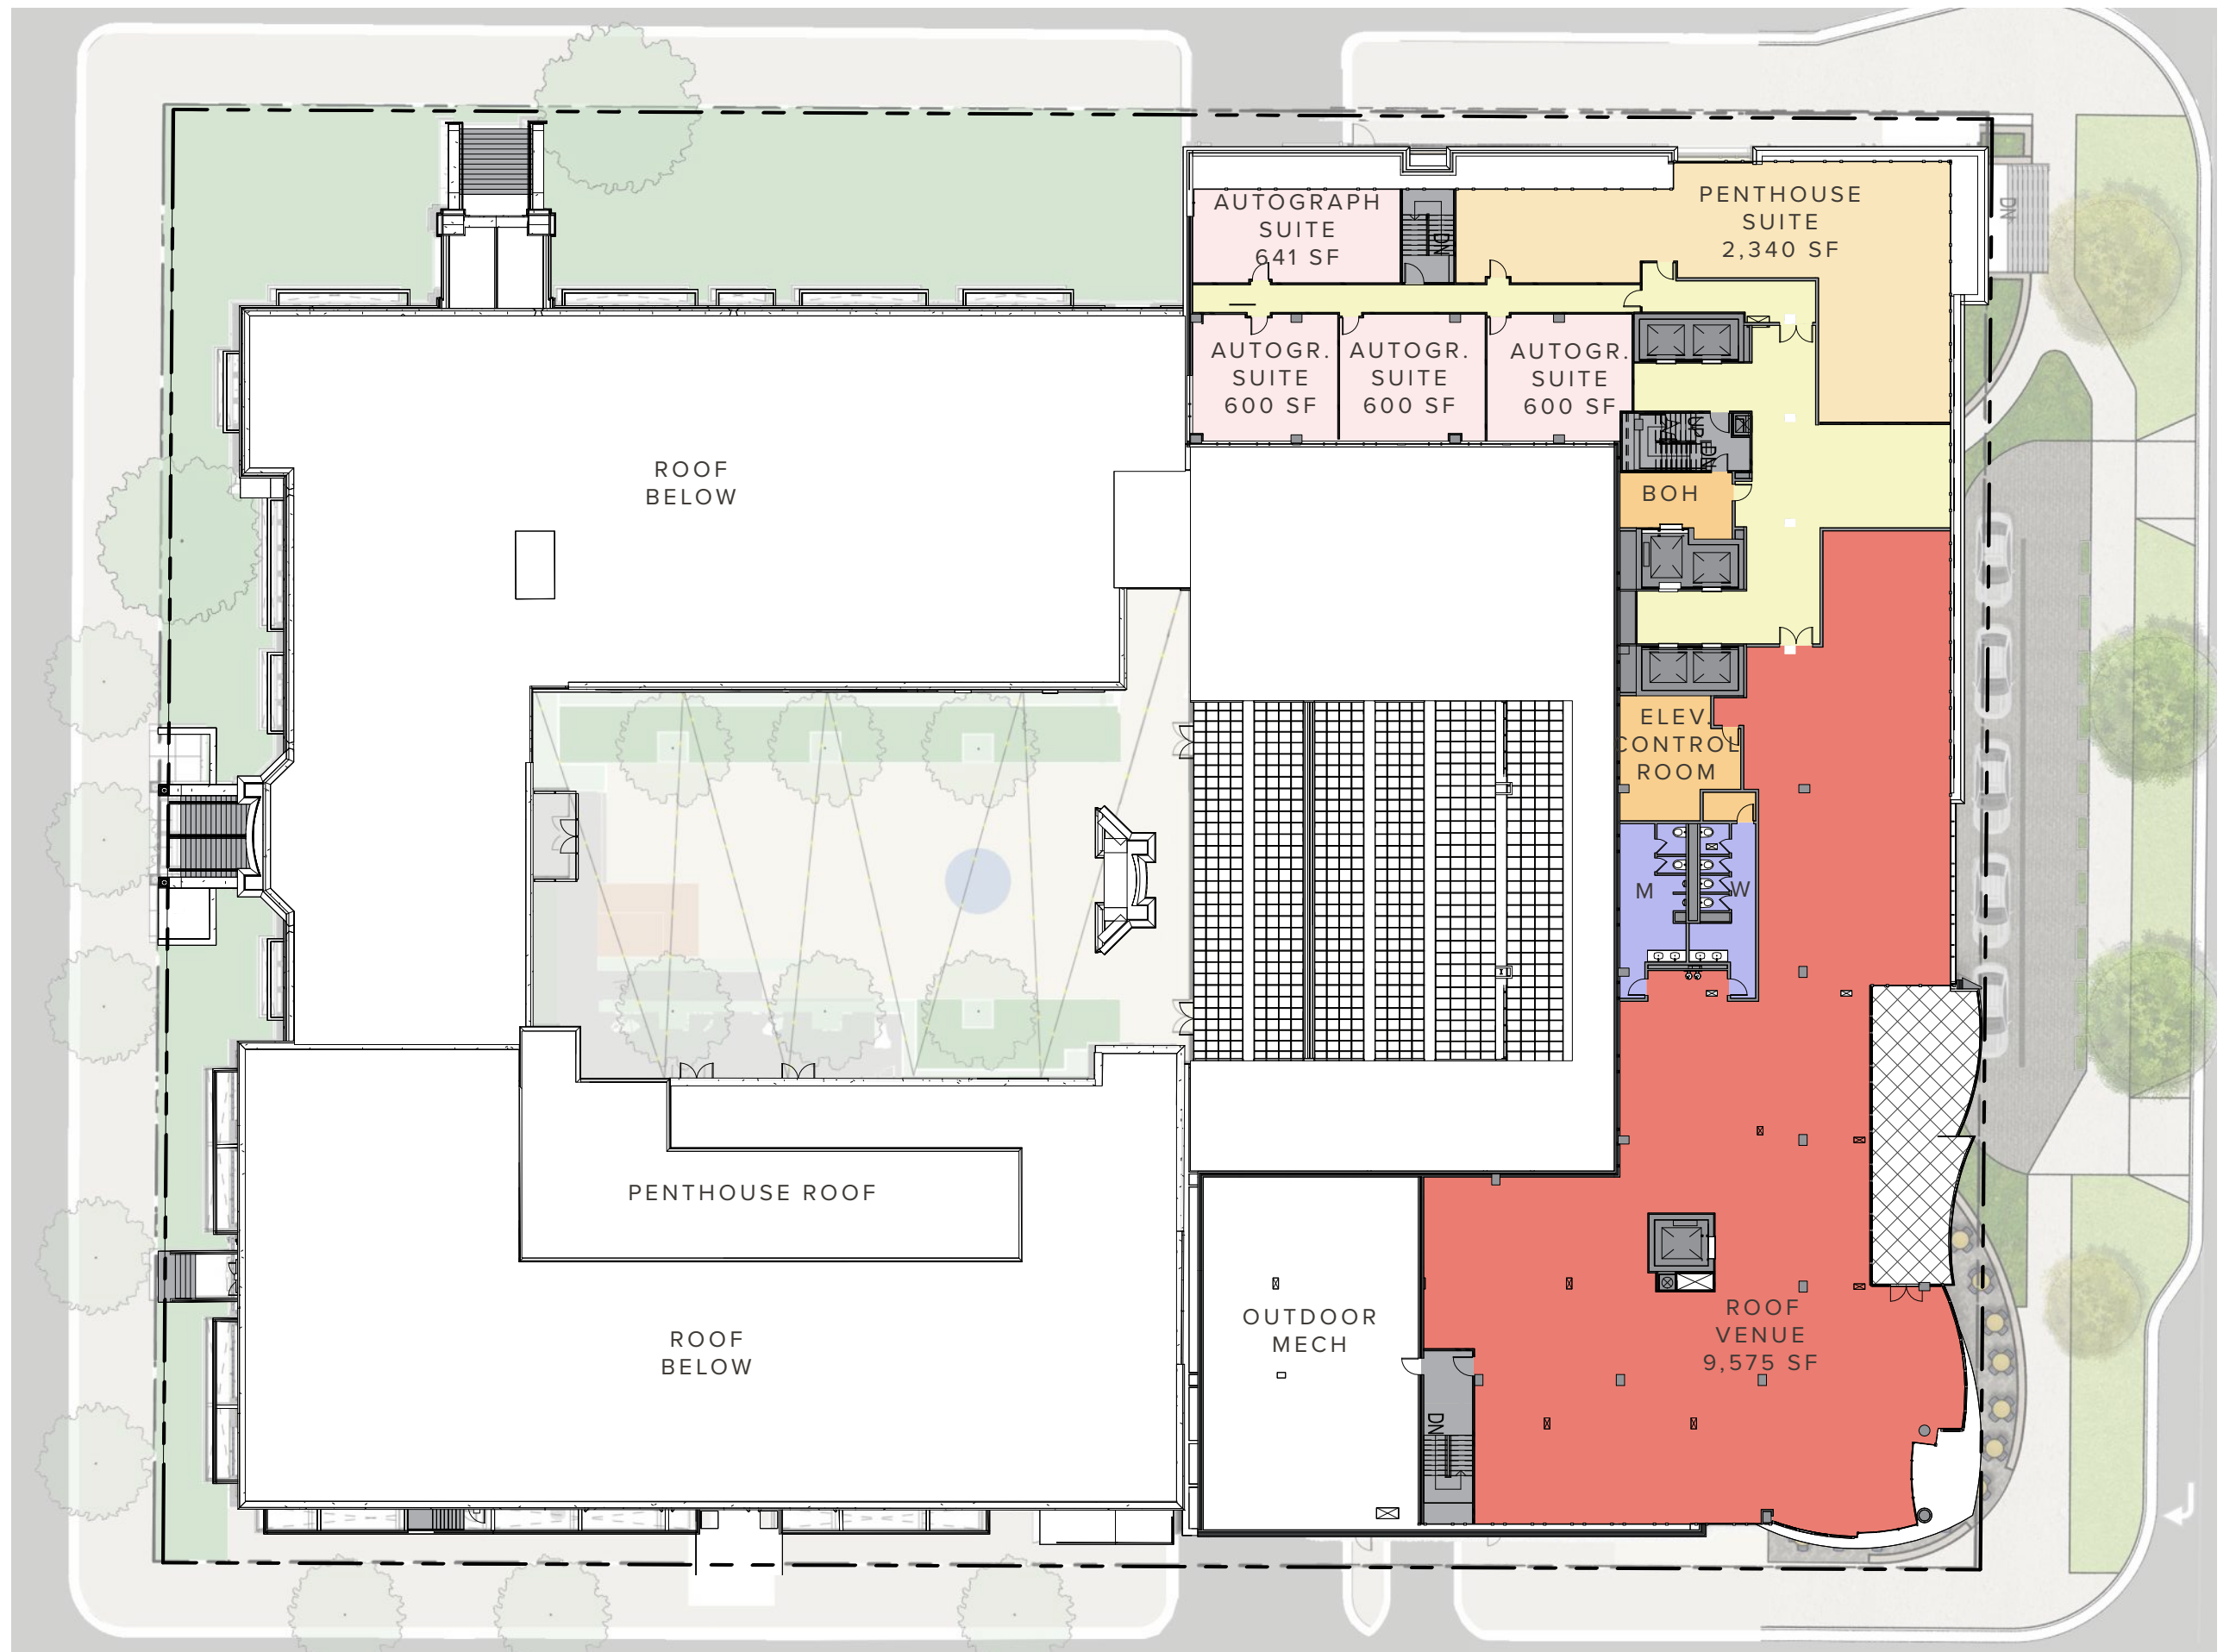 AUTOGRAPH
SUITE
641 SF
DN
PENTHOUSE
SUITE
2,340 SF
DN
AUTOGR.
SUITE
600 SF
AUTOGR.
SUITE
600 SF
AUTOGR.
SUITE
600 SF
UP
DN
ROOF
BELOW
BOH
ELEV.
CONTROL
ROOM
M
W
PENTHOUSE ROOF
OUTDOOR
MECH
ROOF
VENUE
9,575 SF
ROOF
BELOW
DN